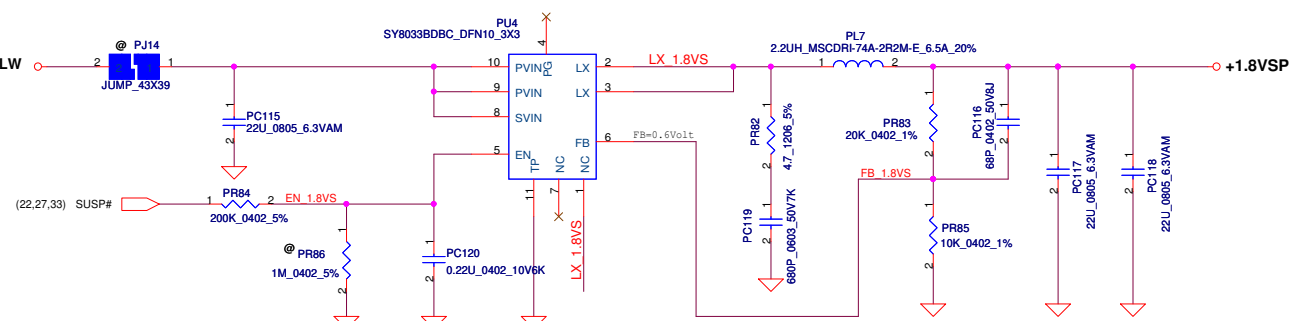 PU4
SY8033BDBC_DFN10_3X3
LW
@ PJ14
2 2 1 1
JUMP_43X39
PC115
22U_0805_6.3VAM
1
2
4
PG
10 PVIN
9 PVIN
8 SVIN
5 EN
TP
NC
NC
11
7
1
LX 2
LX 3
FB 6
LX_1.8VS
LX_1.8VS
FB=0.6Volt
PL7
2.2UH_MSCDRI-74A-2R2M-E_6.5A_20%
1 2
+1.8VSP
PR82
4.7_1206_5%
1
2
PC119
680P_0603_50V7K
1
2
PR83
20K_0402_1%
1
2
PC116
68P_0402_50V8J
1
2
FB_1.8VS
PR85
10K_0402_1%
1
2
PC117
22U_0805_6.3VAM
1
2
PC118
22U_0805_6.3VAM
1
2
(22,27,33) SUSP#
1 PR84 2
200K_0402_5%
EN_1.8VS
@ PR86
1M_0402_5%
1
2
PC120
0.22U_0402_10V6K
1
2